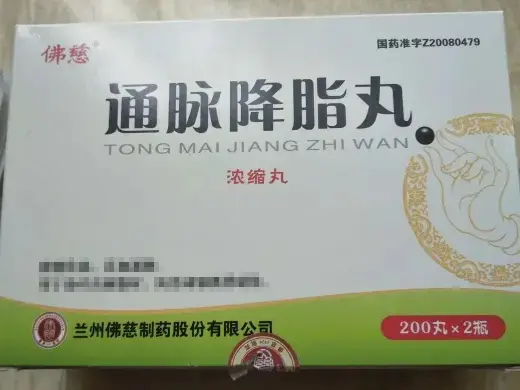 佛慈®
国药准字Z20080479
通脉降脂丸
TONG MAI JIANG ZHI WAN
浓缩丸
兰州佛慈制药股份有限公司
200丸×2瓶